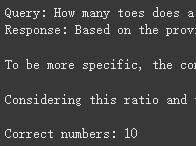 Query: How many toes does a
Response: Based on the prov
To be more specific, the co
Considering this ratio and
Correct numbers: 10